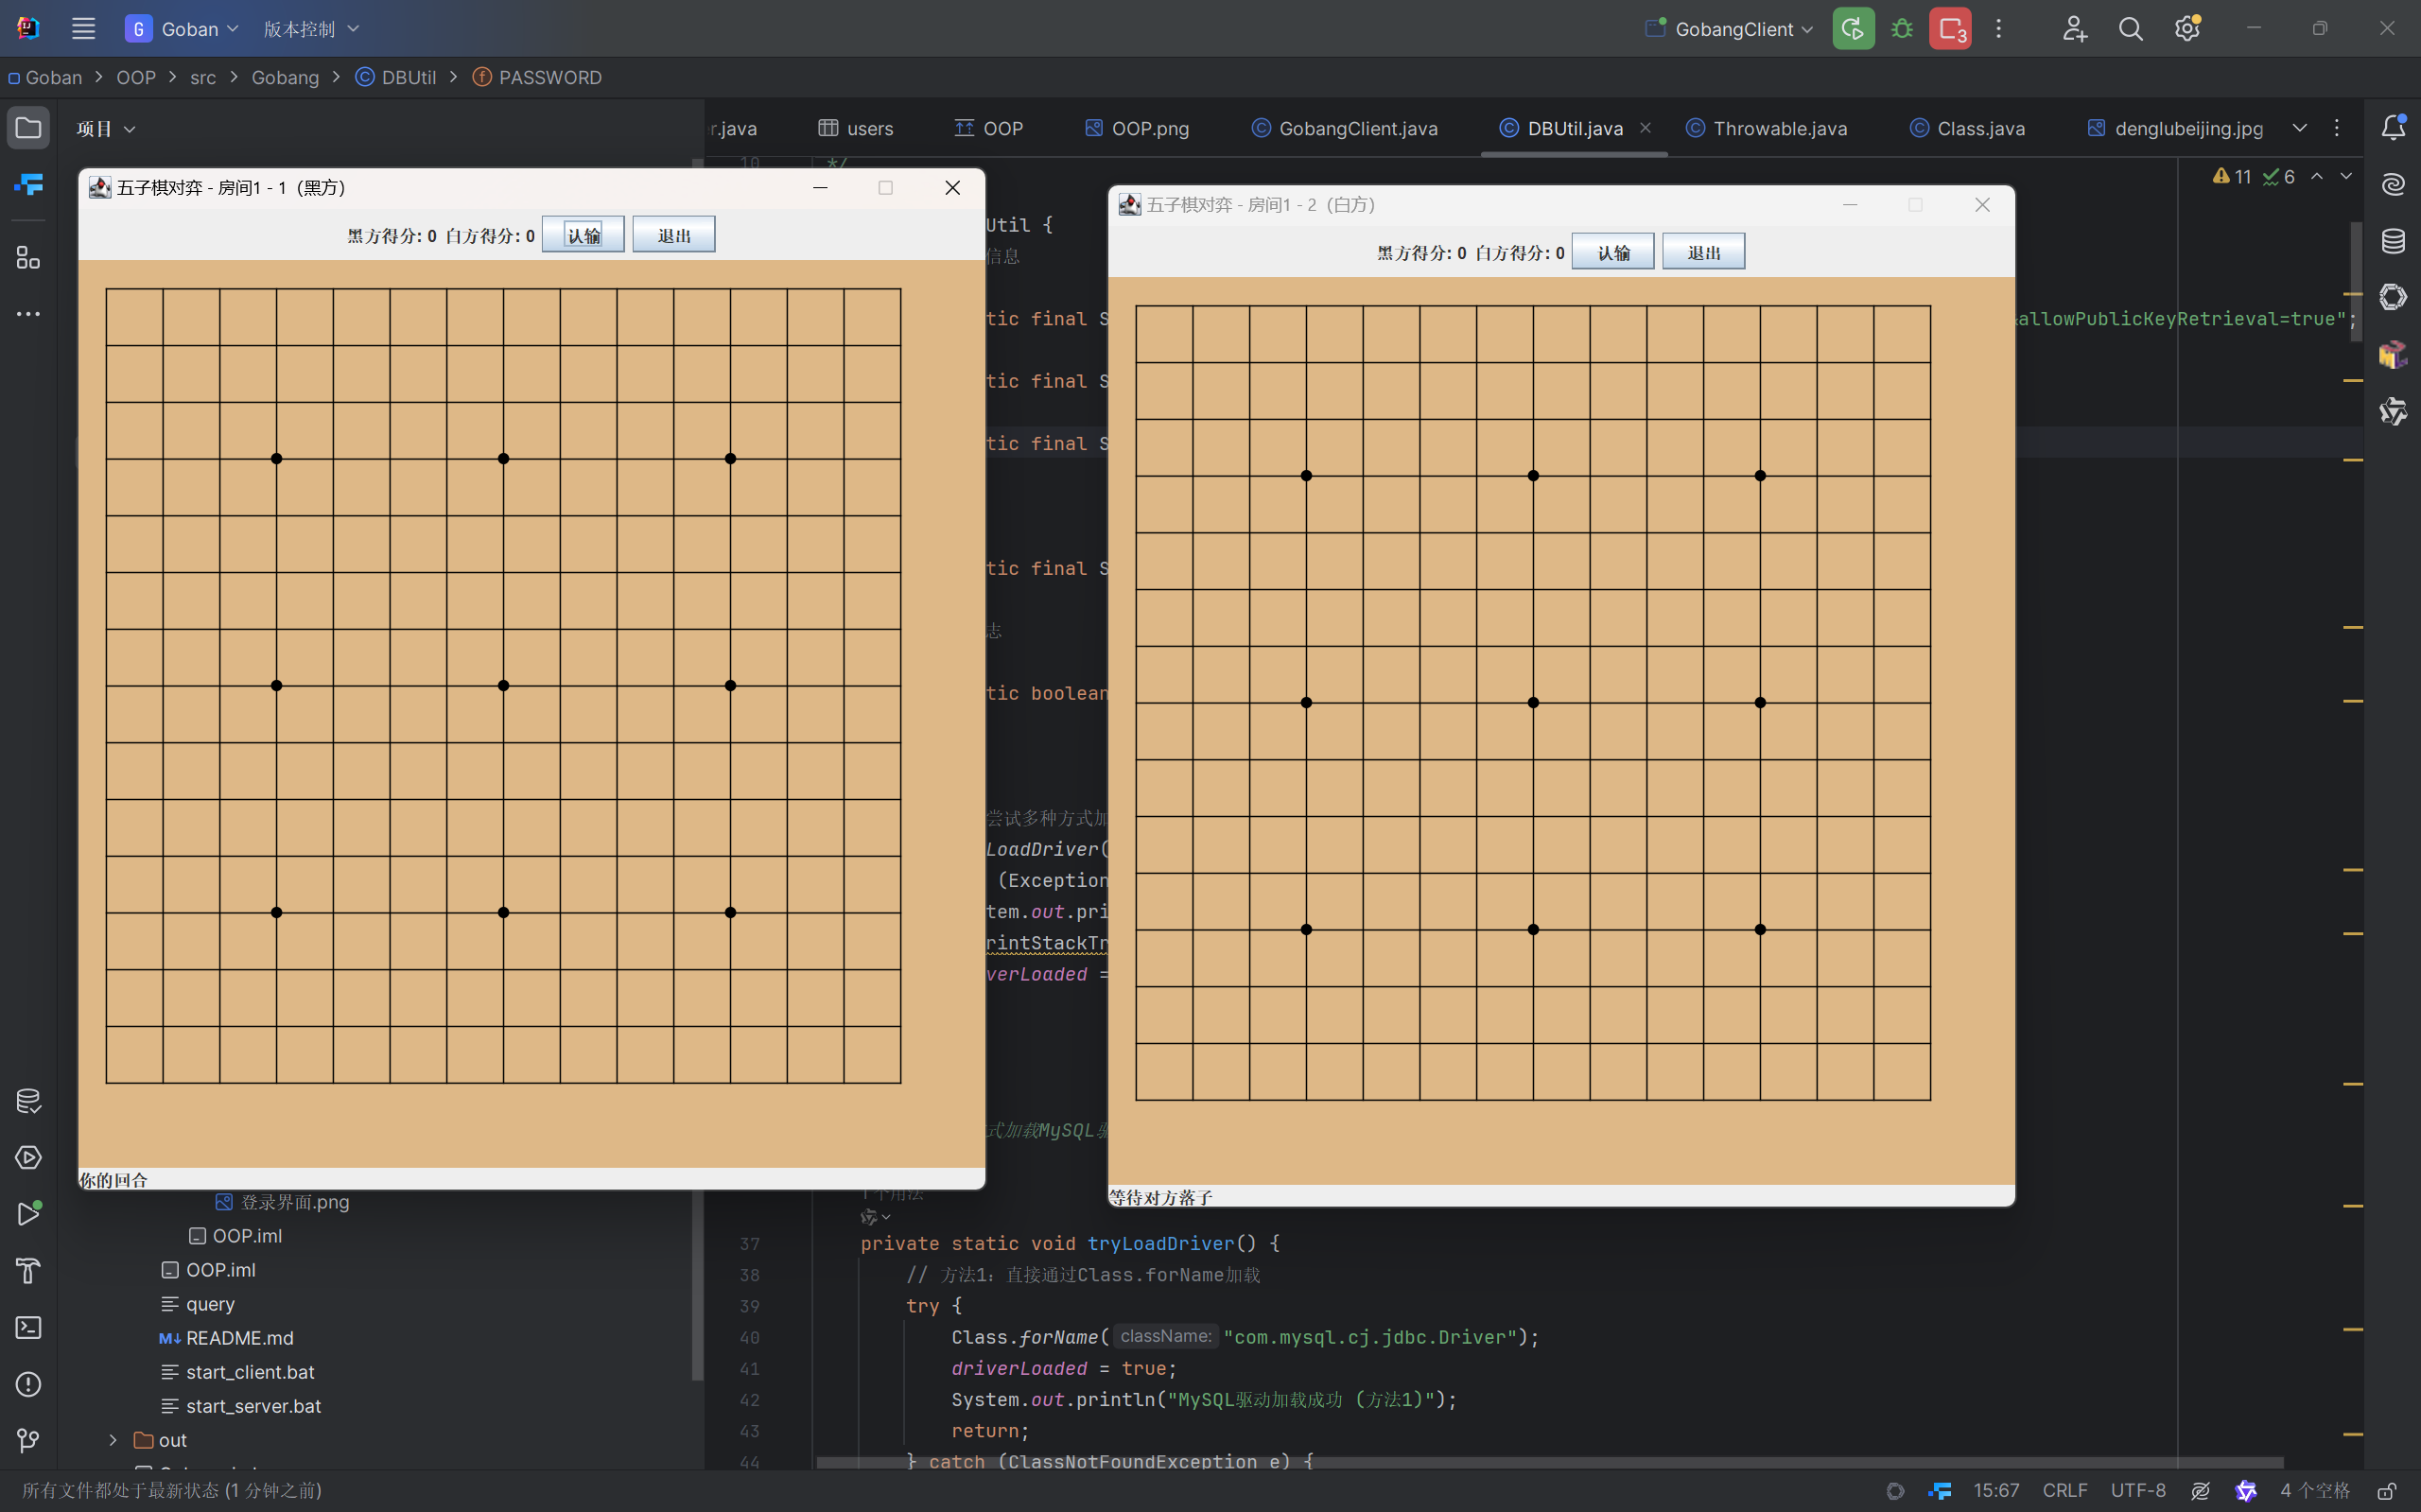 G Goban 版本控制 GobangClient 3
Goban > OOP > src > Gobang > DBUtil > PASSWORD
项目
r.java users OOP OOP.png GobangClient.java DBUtil.java Throwable.java Class.java denglubeijing.jpg
10 */
11 6
五子棋对弈 - 房间1 - 1（黑方）
黑方得分: 0 白方得分: 0 认输 退出
你的回合
五子棋对弈 - 房间1 - 2（白方）
黑方得分: 0 白方得分: 0 认输 退出
等待对方落子
Util {
信息
tic final S
allowPublicKeyRetrieval=true";
tic final S
tic final S
tic final S
志
tic boolean
尝试多种方式加
LoadDriver(
(Exception
tem.out.pri
rintStackTr
verLoaded =
式加载MySQL驱
1 个用法
37 private static void tryLoadDriver() {
38 // 方法1：直接通过Class.forName加载
39 try {
40 Class.forName( className: "com.mysql.cj.jdbc.Driver");
41 driverLoaded = true;
42 System.out.println("MySQL驱动加载成功 (方法1)");
43 return;
44 } catch (ClassNotFoundException e) {
登录界面.png
OOP.iml
OOP.iml
query
M↓ README.md
start_client.bat
start_server.bat
out
所有文件都处于最新状态 (1 分钟之前)
15:67 CRLF UTF-8 4 个空格